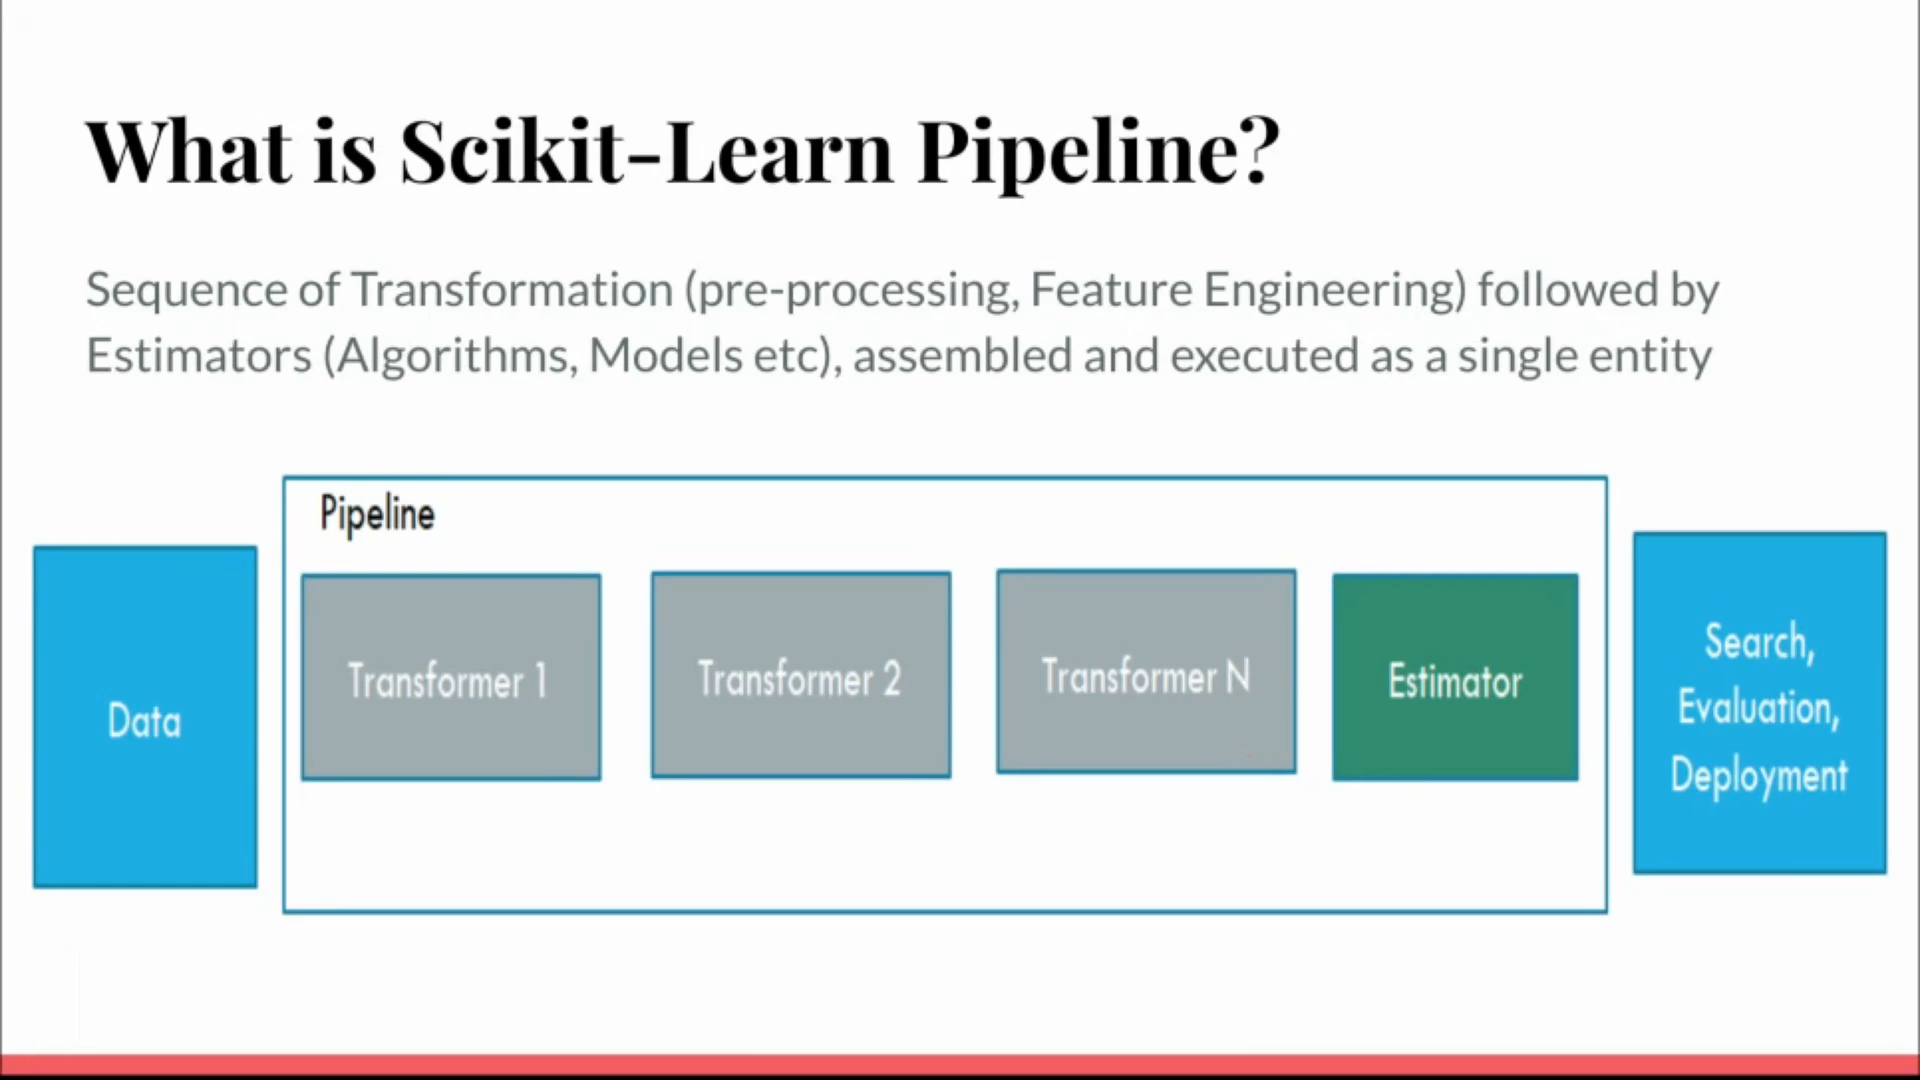 What is Scikit-Learn Pipeline?
Sequence of Transformation (pre-processing, Feature Engineering) followed by
Estimators (Algorithms, Models etc), assembled and executed as a single entity
Pipeline
Data
Transformer 1
Transformer 2
Transformer N
Estimator
Search,
Evaluation,
Deployment